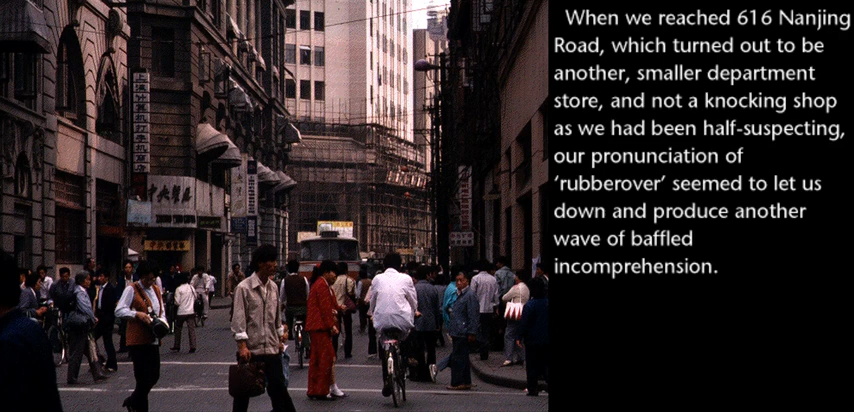 When we reached 616 Nanjing
Road, which turned out to be
another, smaller department
store, and not a knocking shop
as we had been half-suspecting,
our pronunciation of
‘rubberover’ seemed to let us
down and produce another
wave of baffled
incomprehension.